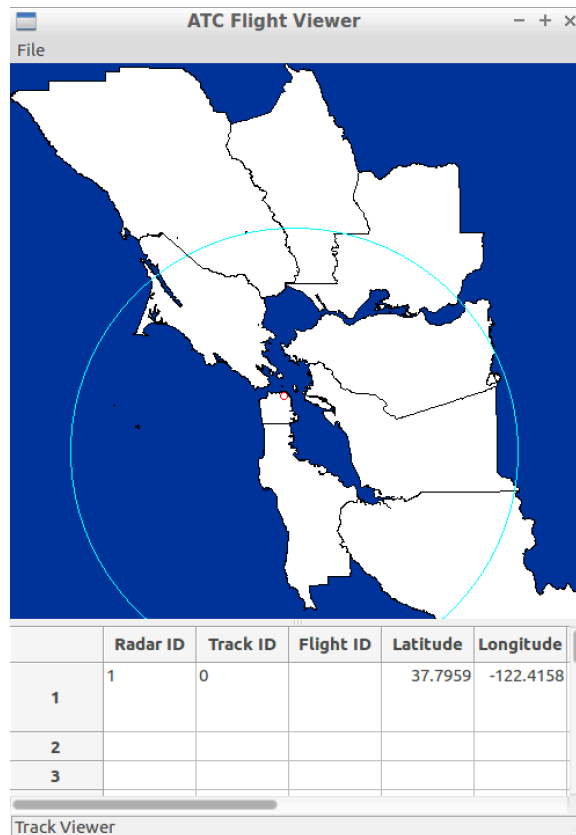 ATC Flight Viewer
File
Radar ID Track ID Flight ID Latitude Longitude
1 1 0 37.7959 -122.4158
2
3
Track Viewer